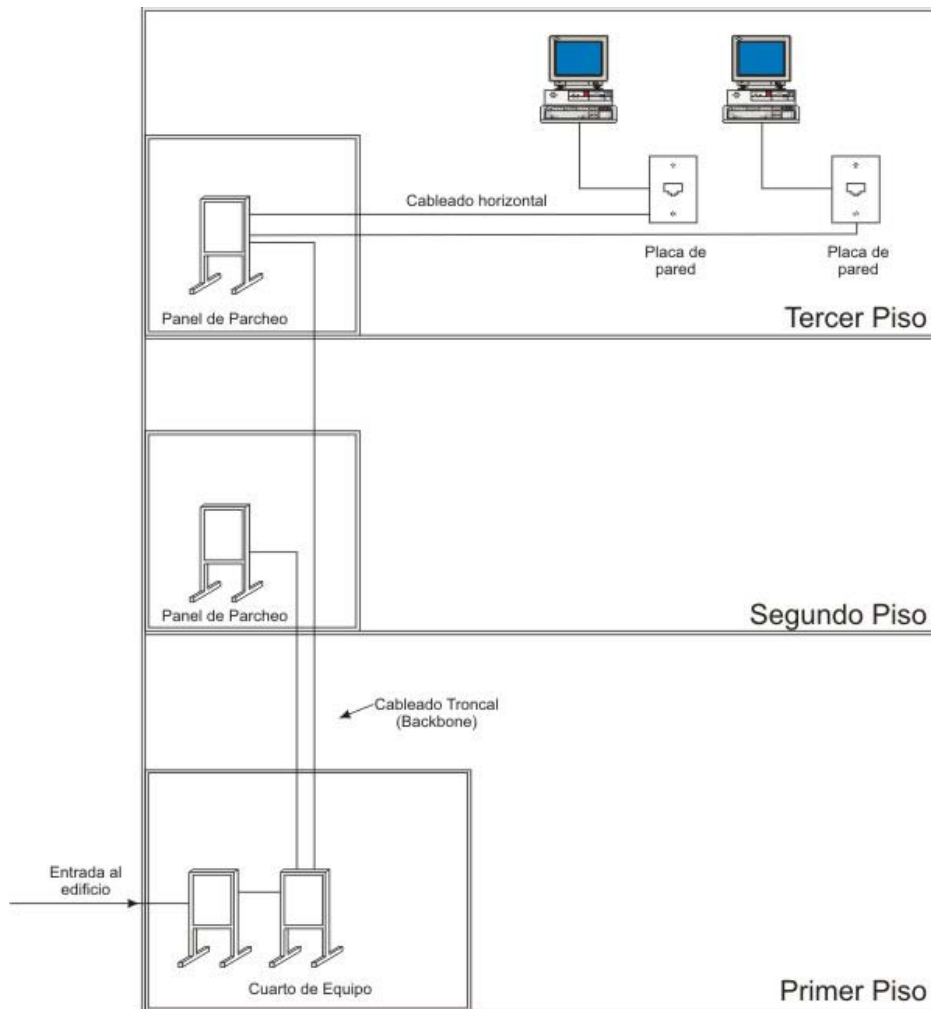 Cableado horizontal
Placa de
pared
Placa de
pared
Panel de Parcheo
Tercer Piso
Panel de Parcheo
Segundo Piso
Cableado Troncal
(Backbone)
Entrada al
edificio
Cuarto de Equipo
Primer Piso